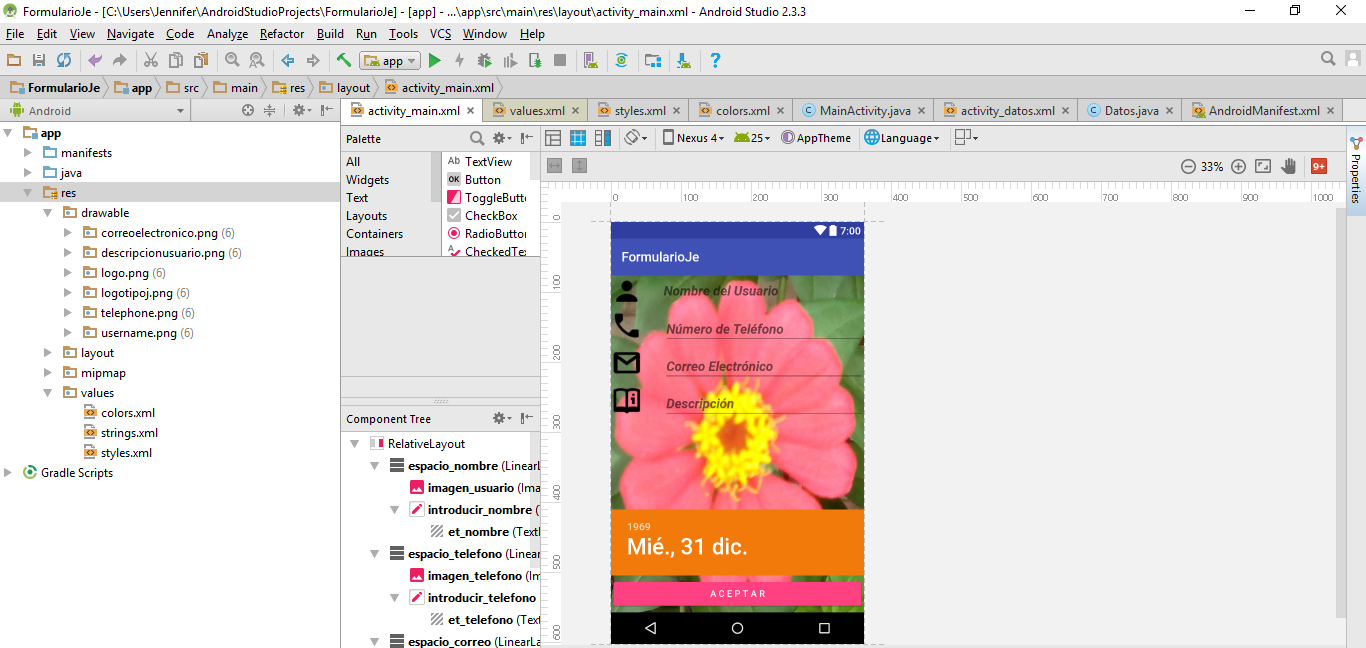 FormularioJe - [C:\Users\Jennifer\AndroidStudioProjects\FormularioJe] - [app] - ...\app\src\main\res\layout\activity_main.xml - Android Studio 2.3.3
File Edit View Navigate Code Analyze Refactor Build Run Tools VCS Window Help
app
FormularioJe app src main res layout activity_main.xml
Android
activity_main.xml values.xml styles.xml colors.xml MainActivity.java activity_datos.xml Datos.java AndroidManifest.xml
app
manifests
java
res
drawable
correoelectronico.png (6)
descripcionusuario.png (6)
logo.png (6)
logotipoj.png (6)
telephone.png (6)
username.png (6)
layout
mipmap
values
colors.xml
strings.xml
styles.xml
Gradle Scripts
Palette
All
Widgets
Text
Layouts
Containers
Images
Ab TextView
OK Button
ToggleButto
CheckBox
RadioButton
CheckedTex
Component Tree
RelativeLayout
espacio_nombre (LinearL
imagen_usuario (Ima
introducir_nombre (
et_nombre (TextI
espacio_telefono (Linear
imagen_telefono (Im
introducir_telefono
et_telefono (Text
espacio_correo (LinearLa
Nexus 4 25 AppTheme Language
33% 9+
0 100 200 300 400 500 600 700 800 900 1000
0
100
200
300
400
500
600
7:00
FormularioJe
Nombre del Usuario
Número de Teléfono
Correo Electrónico
Descripción
1969
Mié., 31 dic.
ACEPTAR
Properties